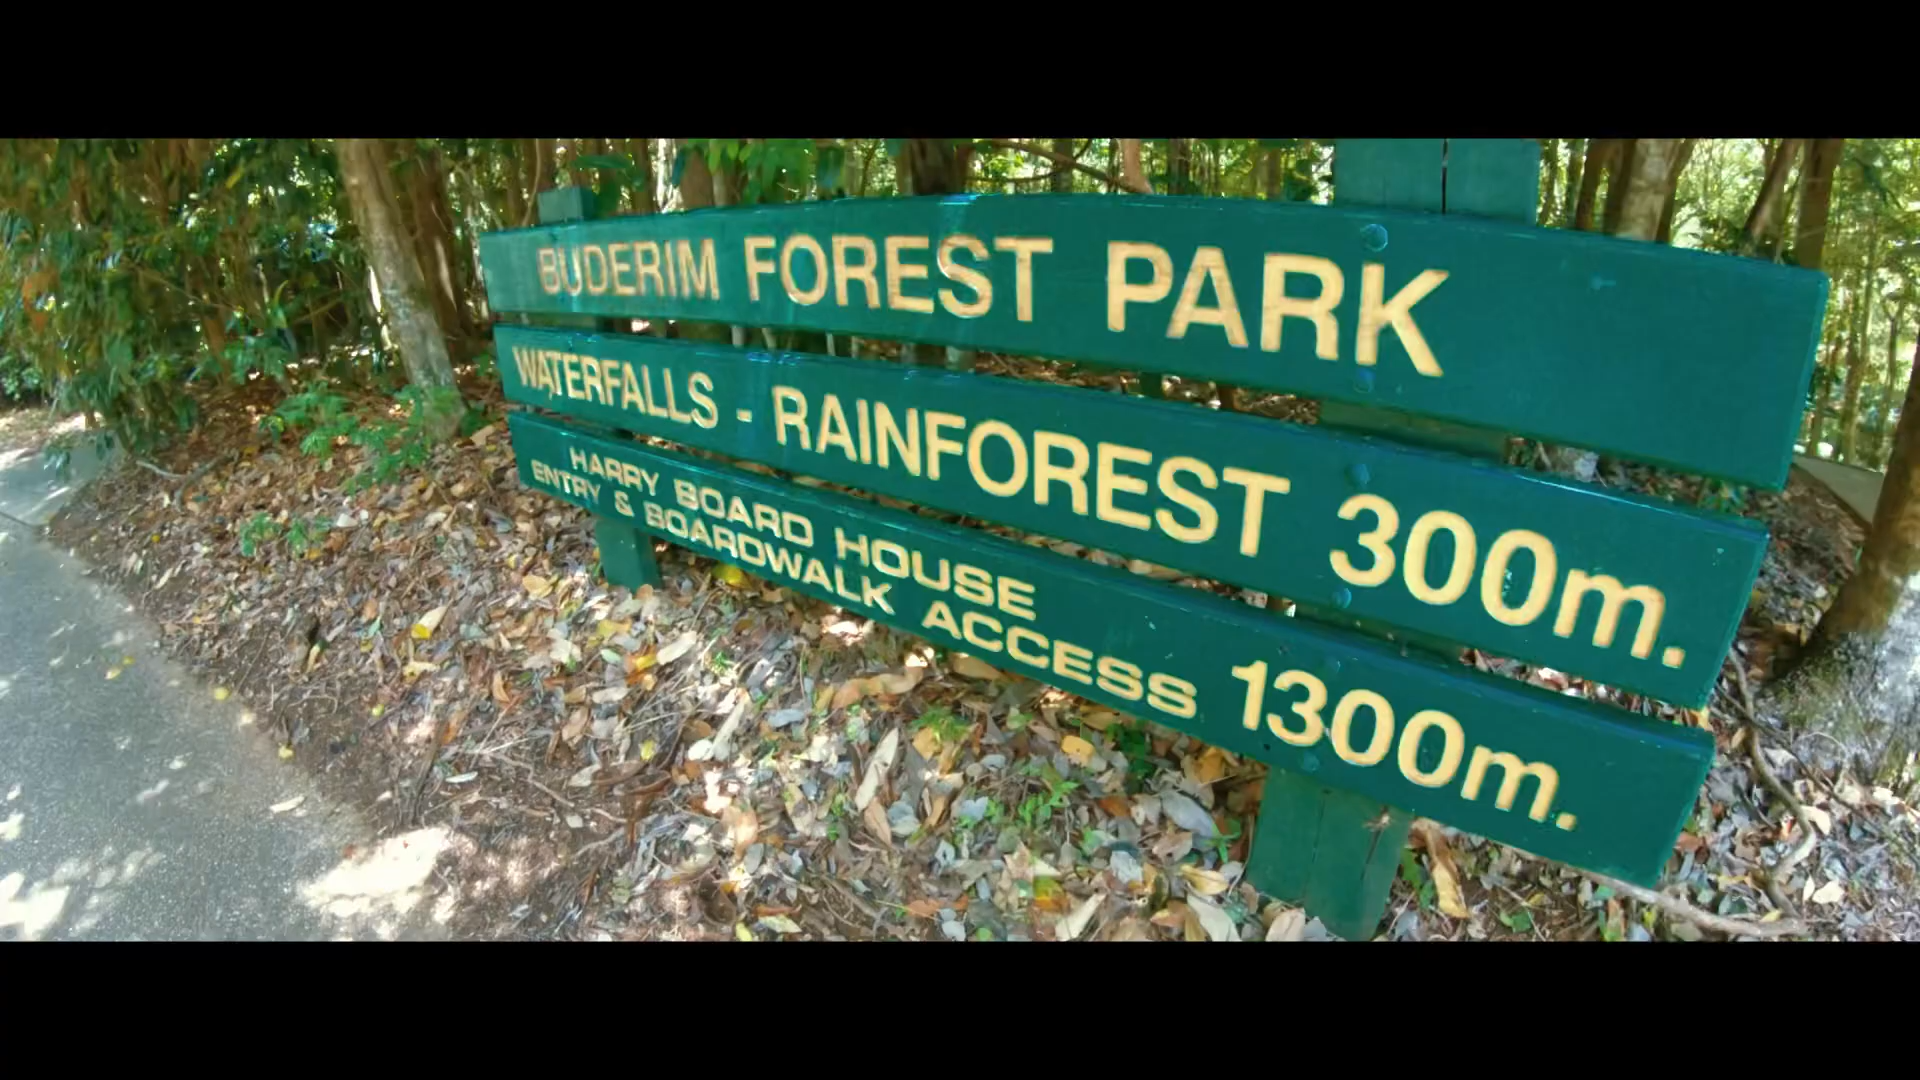 BUDERIM FOREST PARK
WATERFALLS - RAINFOREST 300m.
HARRY BOARD HOUSE
ENTRY & BOARDWALK ACCESS 1300m.